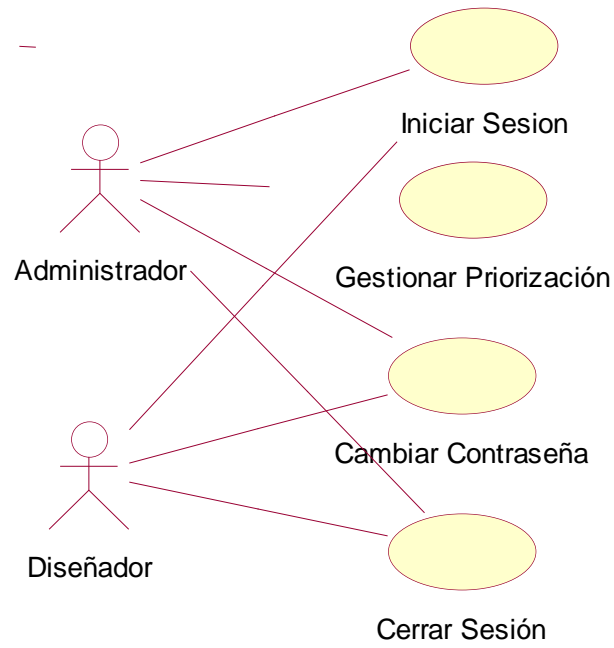 Iniciar Sesion
Administrador
Gestionar Priorización
Cambiar Contraseña
Diseñador
Cerrar Sesión